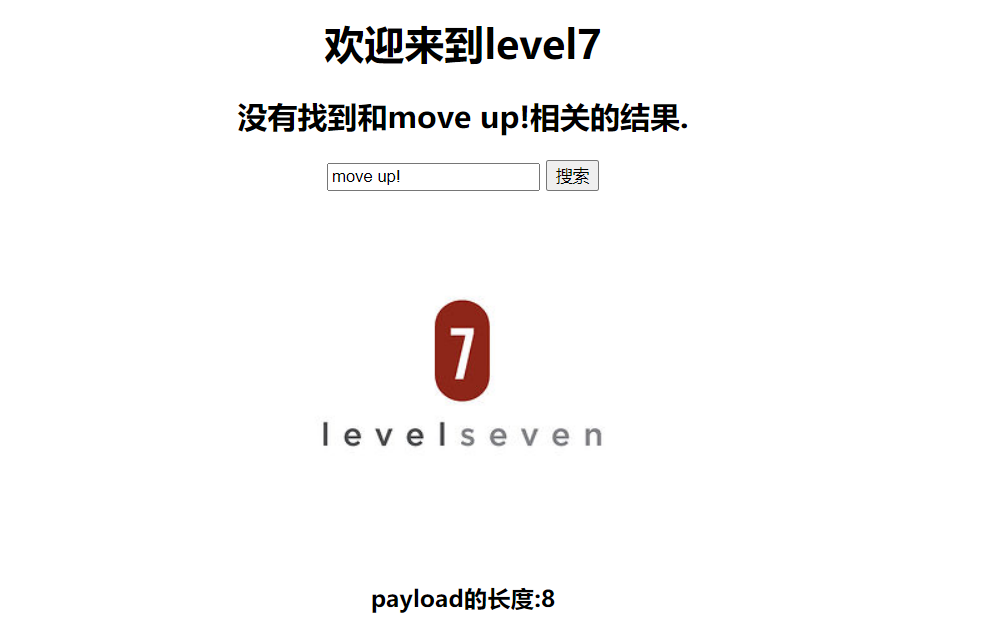 欢迎来到level7
没有找到和move up!相关的结果.
move up! 搜索
7
levelseven
payload的长度:8